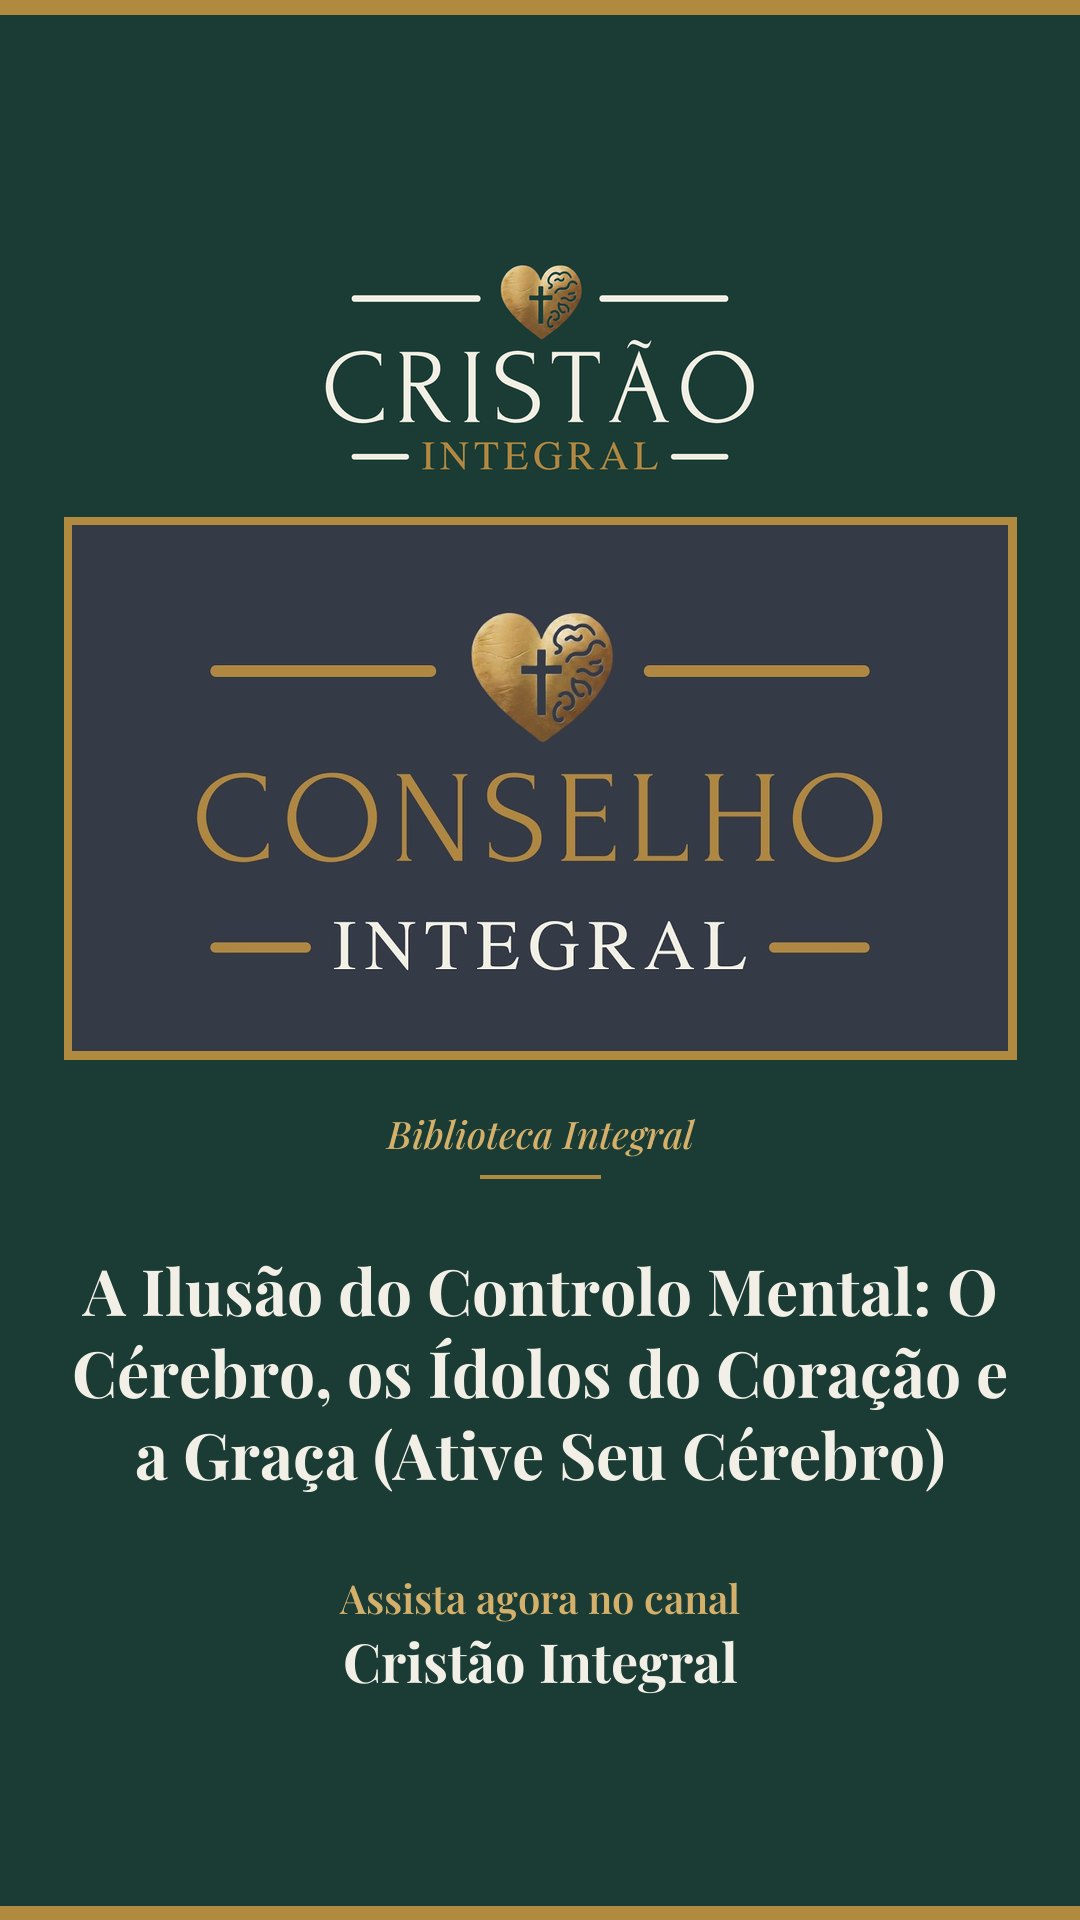 CRISTÃO
INTEGRAL
CONSELHO
INTEGRAL
Biblioteca Integral
A Ilusão do Controlo Mental: O
Cérebro, os Ídolos do Coração e
a Graça (Ative Seu Cérebro)
Assista agora no canal
Cristão Integral